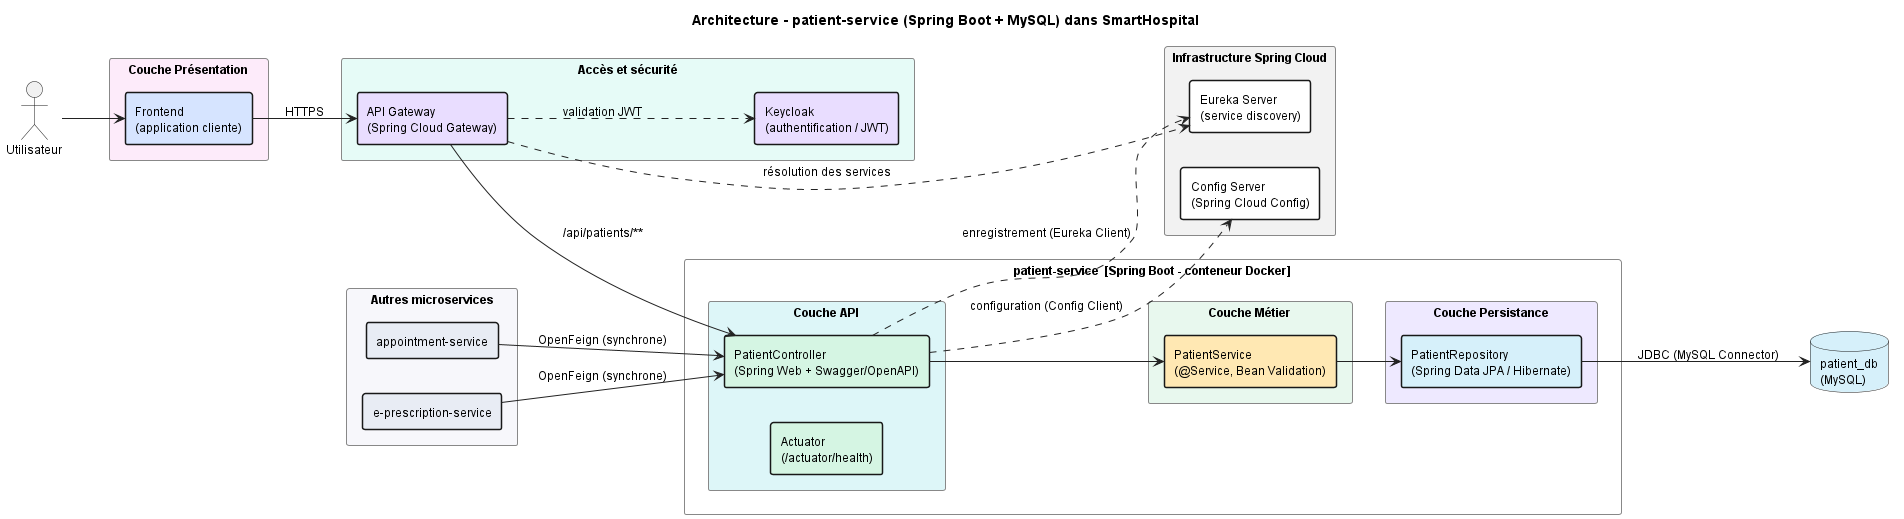 Architecture - patient-service (Spring Boot + MySQL) dans SmartHospital
Utilisateur
Couche Présentation
Frontend
(application cliente)
HTTPS
Accès et sécurité
API Gateway
(Spring Cloud Gateway)
validation JWT
Keycloak
(authentification / JWT)
résolution des services
Infrastructure Spring Cloud
Eureka Server
(service discovery)
Config Server
(Spring Cloud Config)
/api/patients/**
enregistrement (Eureka Client)
Autres microservices
appointment-service
e-prescription-service
OpenFeign (synchrone)
OpenFeign (synchrone)
patient-service [Spring Boot - conteneur Docker]
configuration (Config Client)
Couche API
PatientController
(Spring Web + Swagger/OpenAPI)
Actuator
(/actuator/health)
Couche Métier
PatientService
(@Service, Bean Validation)
Couche Persistance
PatientRepository
(Spring Data JPA / Hibernate)
JDBC (MySQL Connector)
patient_db
(MySQL)